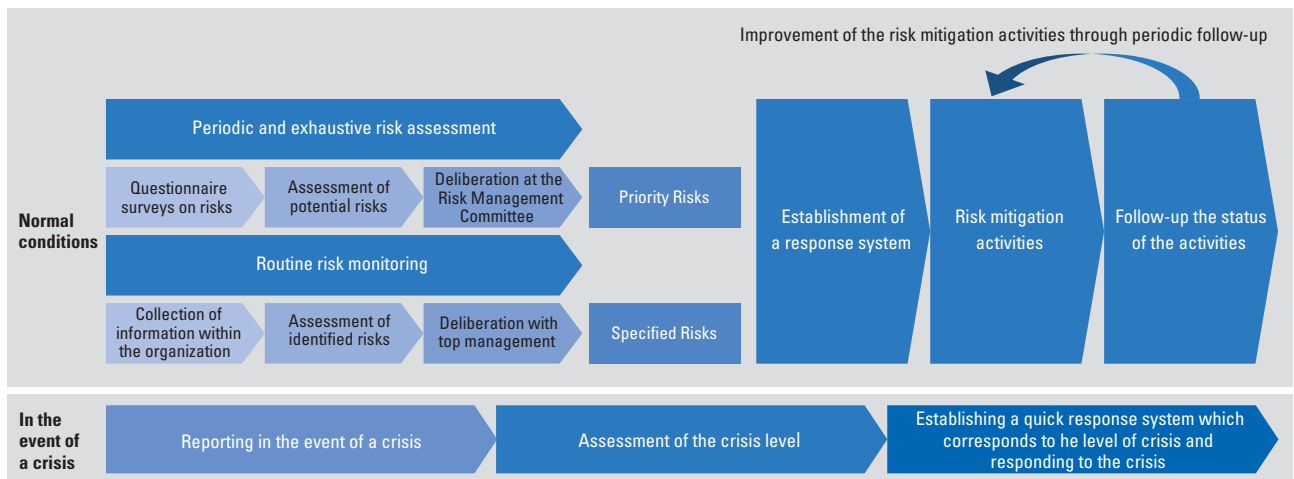 Improvement of the risk mitigation activities through periodic follow-up
Normal
conditions
Periodic and exhaustive risk assessment
Questionnaire
surveys on risks
Assessment of
potential risks
Deliberation at the
Risk Management
Committee
Priority Risks
Routine risk monitoring
Collection of
information within
the organization
Assessment of
identified risks
Deliberation with
top management
Specified Risks
Establishment of
a response system
Risk mitigation
activities
Follow-up the status
of the activities
In the
event of
a crisis
Reporting in the event of a crisis
Assessment of the crisis level
Establishing a quick response system which
corresponds to he level of crisis and
responding to the crisis